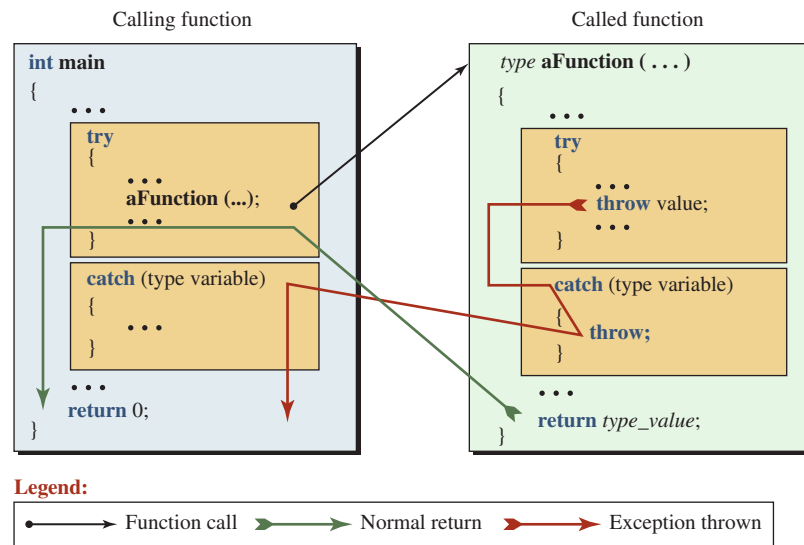 Calling function
int main
{
• • •
try
{
• • •
aFunction (...);
• • •
}
catch (type variable)
{
• • •
}
• • •
return 0;
}
Called function
type aFunction ( . . . )
{
• • •
try
{
• • •
throw value;
• • •
}
catch (type variable)
{
throw;
}
• • •
return type_value;
}
Legend:
Function call
Normal return
Exception thrown